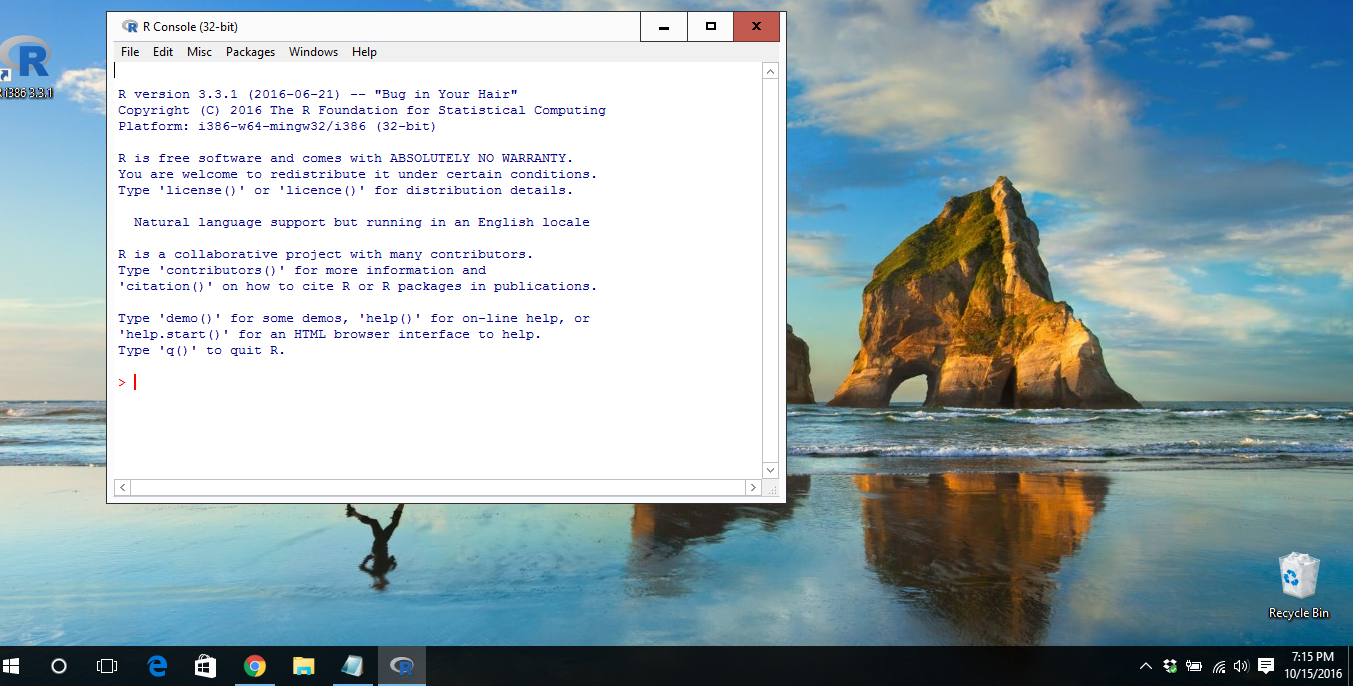 R Console (32-bit)
File Edit Misc Packages Windows Help
R version 3.3.1 (2016-06-21) -- "Bug in Your Hair"
Copyright (C) 2016 The R Foundation for Statistical Computing
Platform: i386-w64-mingw32/i386 (32-bit)
R is free software and comes with ABSOLUTELY NO WARRANTY.
You are welcome to redistribute it under certain conditions.
Type 'license()' or 'licence()' for distribution details.
Natural language support but running in an English locale
R is a collaborative project with many contributors.
Type 'contributors()' for more information and
'citation()' on how to cite R or R packages in publications.
Type 'demo()' for some demos, 'help()' for on-line help, or
'help.start()' for an HTML browser interface to help.
Type 'q()' to quit R.
>
R
R i386 3.3.1
Recycle Bin
7:15 PM
10/15/2016